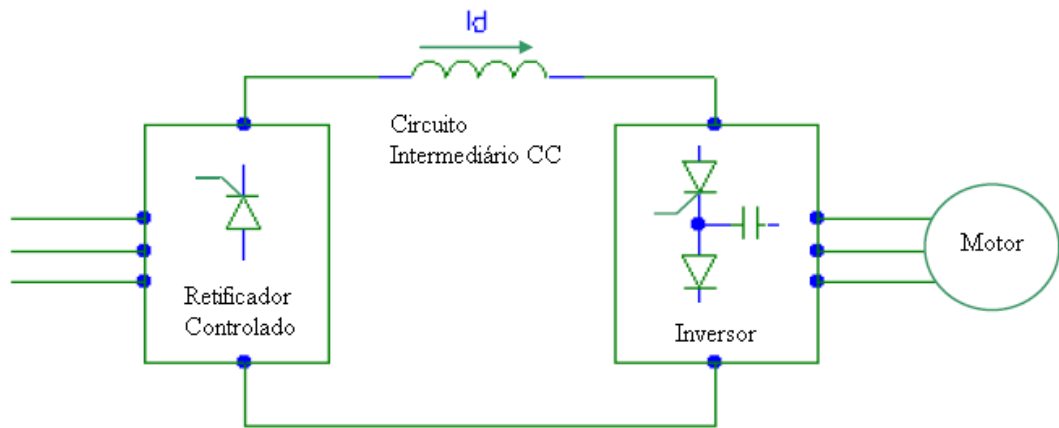 Id
Circuito
Intermediário CC
Retificador
Controlado
Inversor
Motor